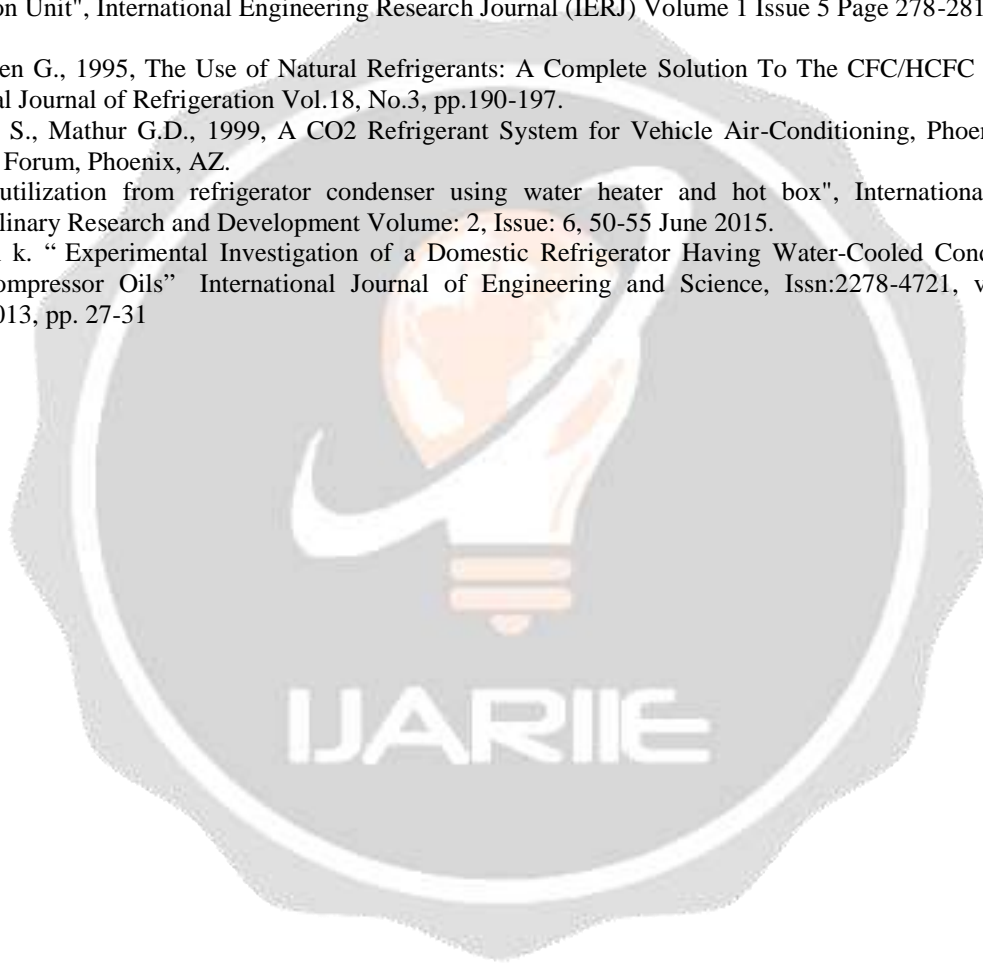 on Unit", International Engineering Research Journal (IERJ) Volume 1 Issue 5 Page 278-281
en G., 1995, The Use of Natural Refrigerants: A Complete Solution To The CFC/HCFC
al Journal of Refrigeration Vol.18, No.3, pp.190-197.
S., Mathur G.D., 1999, A CO2 Refrigerant System for Vehicle Air-Conditioning, Phoen
Forum, Phoenix, AZ.
utilization from refrigerator condenser using water heater and hot box", Internationa
linary Research and Development Volume: 2, Issue: 6, 50-55 June 2015.
k. “ Experimental Investigation of a Domestic Refrigerator Having Water-Cooled Cond
ompressor Oils” International Journal of Engineering and Science, Issn:2278-4721, v
013, pp. 27-31
IJARIIE